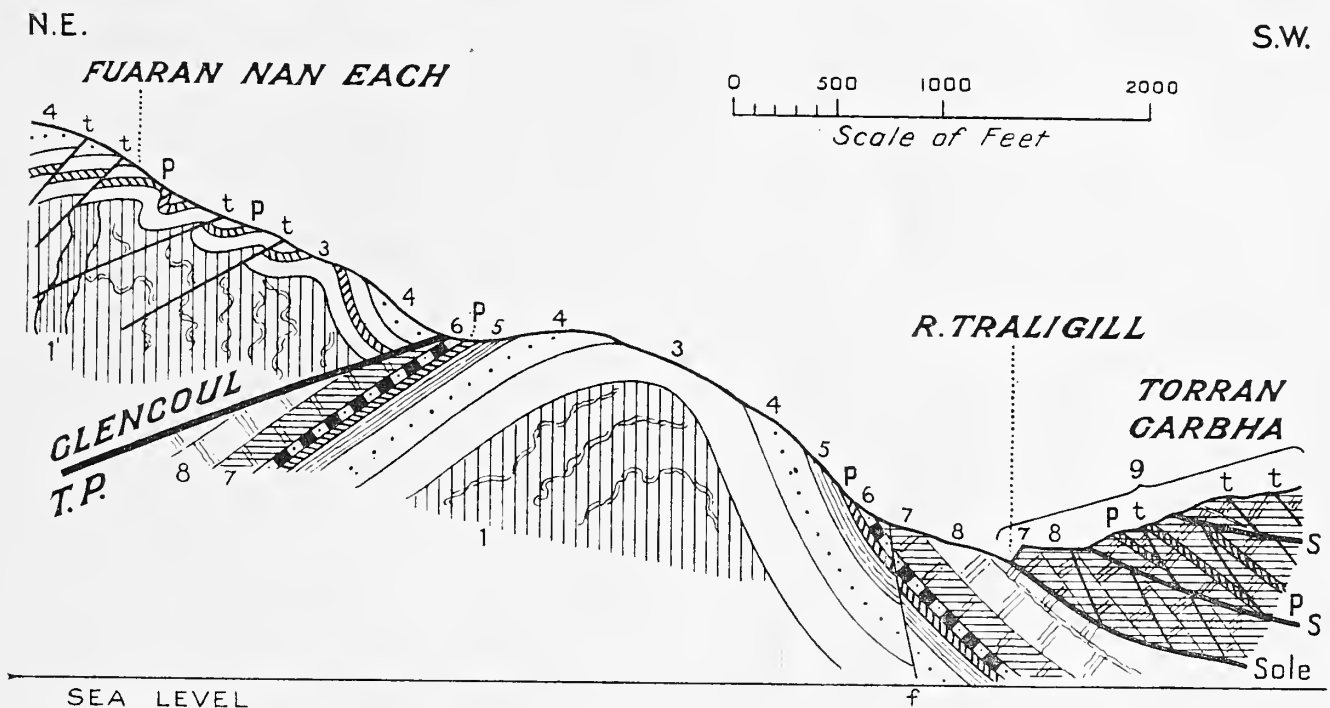 N.E.
S.W.
FUARAN NAN EACH
0 500 1000 2000
Scale of Feet
4 t t p t p t 3 4 6 p 5 4 3 4 5 p 6 7 8
1'
GLENCOUL
T.P.
8 7
1
R. TRALIGILL
TORRAN
GARBHA
9
7 8 p t t t
S
p
S
Sole
SEA LEVEL
f